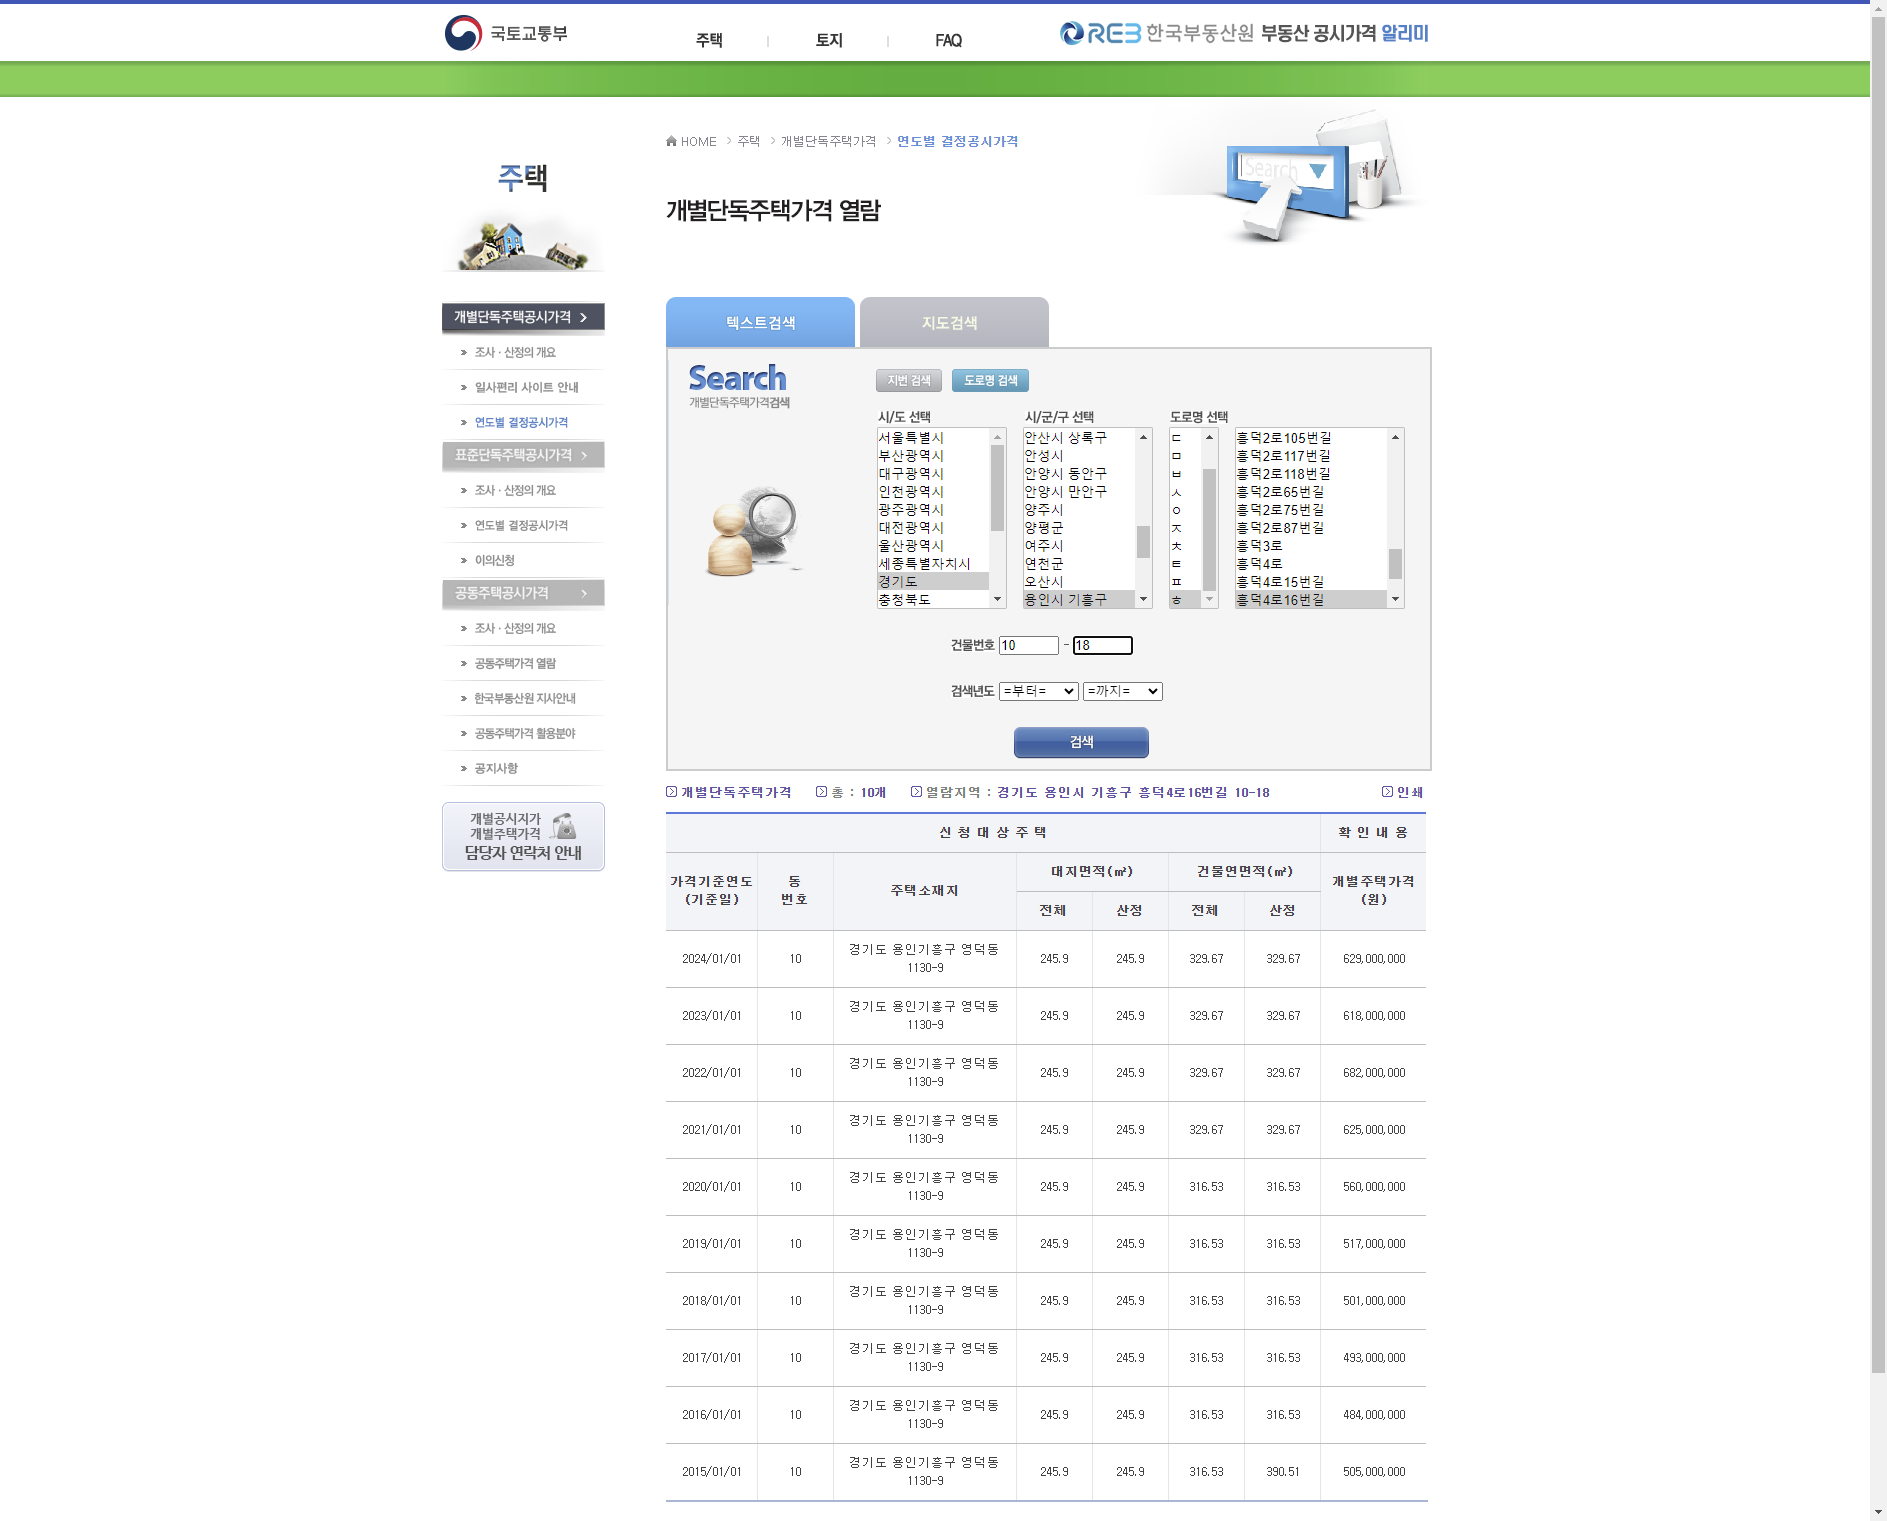 국토교통부
주택
토지
FAQ
REB 한국부동산원 부동산 공시가격 알리미
HOME > 주택 > 개별단독주택가격 > 연도별 결정공시가격
Search
주택
개별단독주택가격 열람
개별단독주택공시가격
조사 · 산정의 개요
일사편리 사이트 안내
연도별 결정공시가격
표준단독주택공시가격
조사 · 산정의 개요
연도별 결정공시가격
이의신청
공동주택공시가격
조사 · 산정의 개요
공동주택가격 열람
한국부동산원 지사안내
공동주택가격 활용분야
공지사항
개별공시지가
개별주택가격
담당자 연락처 안내
텍스트검색
지도검색
Search
개별단독주택가격검색
지번 검색
도로명 검색
시/도 선택
서울특별시
부산광역시
대구광역시
인천광역시
광주광역시
대전광역시
울산광역시
세종특별자치시
경기도
충청북도
시/군/구 선택
안산시 상록구
안성시
안양시 동안구
안양시 만안구
양주시
양평군
여주시
연천군
오산시
용인시 기흥구
도로명 선택
ㄷ
ㅁ
ㅂ
ㅅ
ㅇ
ㅈ
ㅊ
ㅌ
ㅍ
ㅎ
흥덕2로105번길
흥덕2로117번길
흥덕2로118번길
흥덕2로65번길
흥덕2로75번길
흥덕2로87번길
흥덕3로
흥덕4로
흥덕4로15번길
흥덕4로16번길
건물번호 10 - 18
검색년도 =부터= =까지=
검색
개별단독주택가격 총 : 10개 열람지역 : 경기도 용인시 기흥구 흥덕4로16번길 10-18 인쇄
신 청 대 상 주 택 확 인 내 용
가격기준연도 (기준일) 동 번호 주택소재지 대지면적(㎡) 건물연면적(㎡) 개별주택가격 (원)
전체 산정 전체 산정
2024/01/01 10 경기도 용인기흥구 영덕동 1130-9 245.9 245.9 329.67 329.67 629,000,000
2023/01/01 10 경기도 용인기흥구 영덕동 1130-9 245.9 245.9 329.67 329.67 618,000,000
2022/01/01 10 경기도 용인기흥구 영덕동 1130-9 245.9 245.9 329.67 329.67 682,000,000
2021/01/01 10 경기도 용인기흥구 영덕동 1130-9 245.9 245.9 329.67 329.67 625,000,000
2020/01/01 10 경기도 용인기흥구 영덕동 1130-9 245.9 245.9 316.53 316.53 560,000,000
2019/01/01 10 경기도 용인기흥구 영덕동 1130-9 245.9 245.9 316.53 316.53 517,000,000
2018/01/01 10 경기도 용인기흥구 영덕동 1130-9 245.9 245.9 316.53 316.53 501,000,000
2017/01/01 10 경기도 용인기흥구 영덕동 1130-9 245.9 245.9 316.53 316.53 493,000,000
2016/01/01 10 경기도 용인기흥구 영덕동 1130-9 245.9 245.9 316.53 316.53 484,000,000
2015/01/01 10 경기도 용인기흥구 영덕동 1130-9 245.9 245.9 316.53 390.51 505,000,000